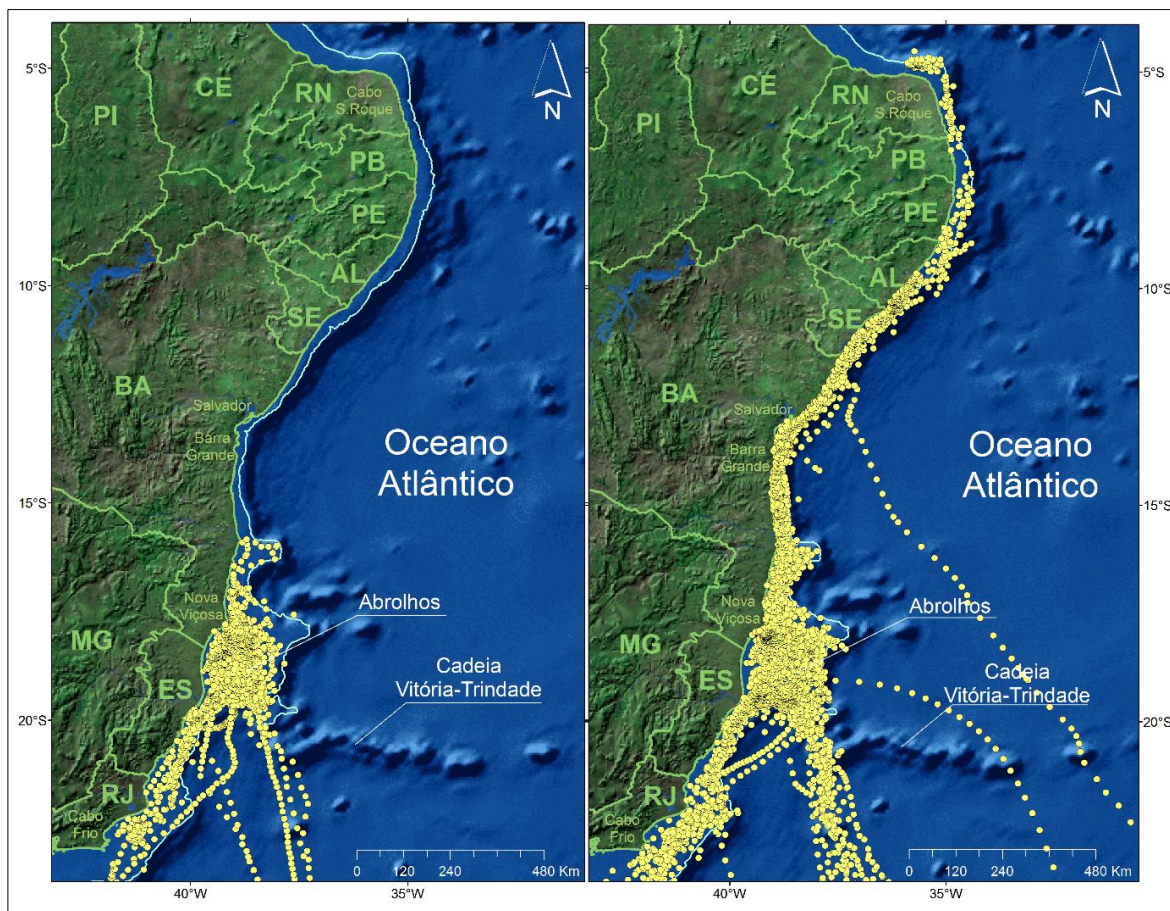 5°S
CE
RN
Cabo
S.Roque
N
PI
PB
PE
AL
10°S
SE
BA
Salvador
Barra
Grande
Oceano
Atlântico
15°S
Nova
Viçosa
Abrolhos
MG
Cadeia
Vitória-Trindade
ES
20°S
RJ
Cabo
Frio
0 120 240 480 Km
40°W 35°W
5°S
CE
RN
Cabo
S.Roque
N
PI
PB
PE
AL
10°S
SE
BA
Salvador
Barra
Grande
Oceano
Atlântico
15°S
Nova
Viçosa
Abrolhos
MG
Cadeia
Vitória-Trindade
ES
20°S
RJ
Cabo
Frio
0 120 240 480 Km
40°W 35°W